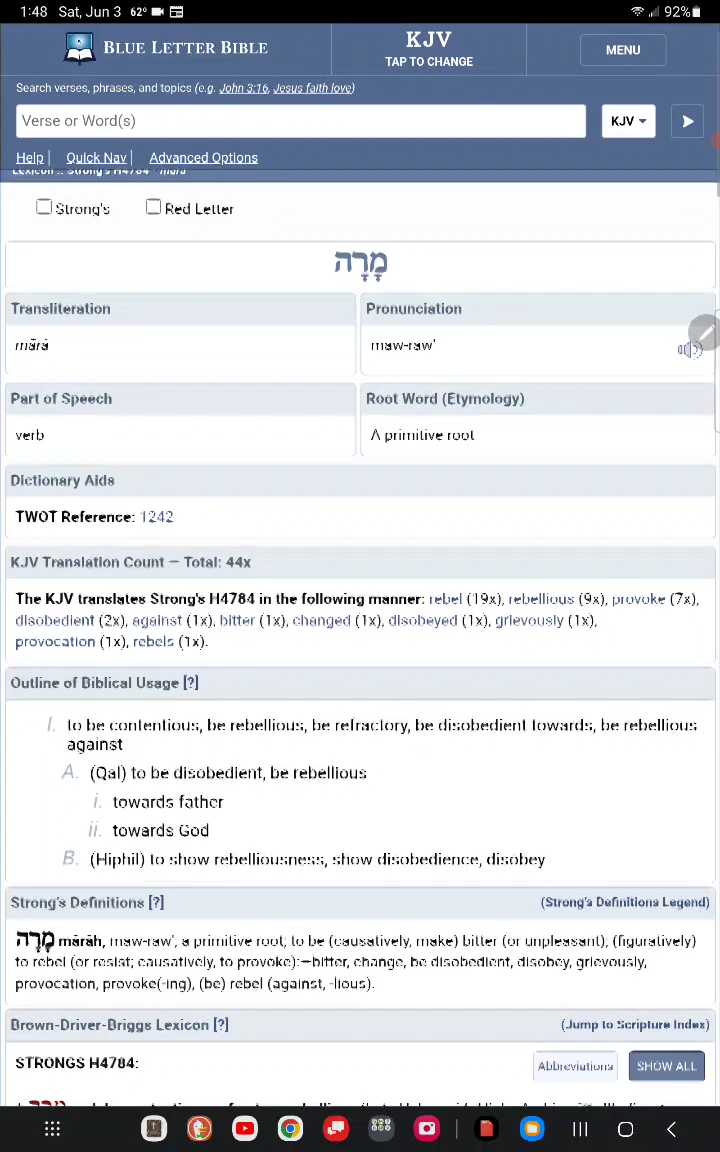 1:48 Sat, Jun 3 62° 92%
BLUE LETTER BIBLE
KJV
TAP TO CHANGE
MENU
Search verses, phrases, and topics (e.g. John 3:16, Jesus faith love)
Verse or Word(s)
KJV
Help | Quick Nav | Advanced Options
Lexicon :: Strong's H4784 - mārâ
Strong's Red Letter
מָרָה
Transliteration
mārâ
Pronunciation
maw-raw'
Part of Speech
verb
Root Word (Etymology)
A primitive root
Dictionary Aids
TWOT Reference: 1242
KJV Translation Count — Total: 44x
The KJV translates Strong's H4784 in the following manner: rebel (19x), rebellious (9x), provoke (7x),
disobedient (2x), against (1x), bitter (1x), changed (1x), disobeyed (1x), grievously (1x),
provocation (1x), rebels (1x).
Outline of Biblical Usage [?]
I. to be contentious, be rebellious, be refractory, be disobedient towards, be rebellious
against
A. (Qal) to be disobedient, be rebellious
i. towards father
ii. towards God
B. (Hiphil) to show rebelliousness, show disobedience, disobey
Strong's Definitions [?]
(Strong's Definitions Legend)
מָרָה mârâh, maw-raw'; a primitive root; to be (causatively, make) bitter (or unpleasant); (figuratively)
to rebel (or resist; causatively, to provoke):—bitter, change, be disobedient, disobey, grievously,
provocation, provoke(-ing), (be) rebel (against, -lious).
Brown-Driver-Briggs Lexicon [?]
(Jump to Scripture Index)
STRONGS H4784:
Abbreviations
SHOW ALL